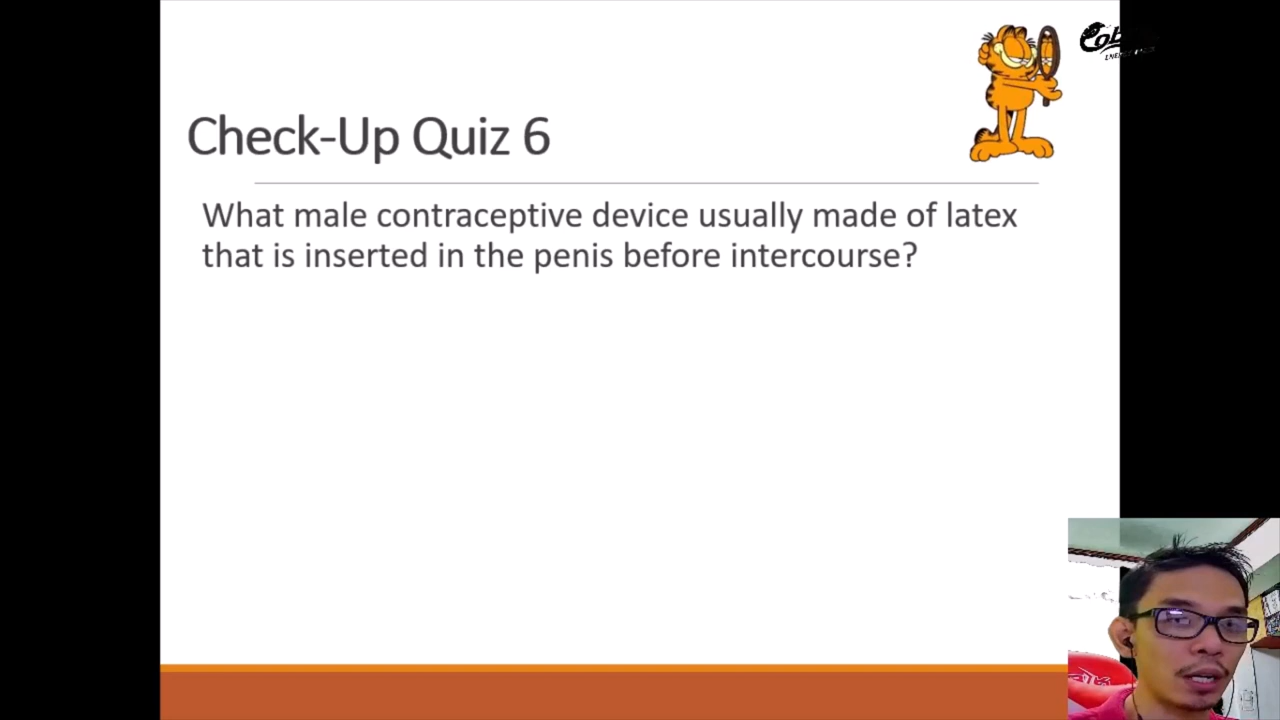 Check-Up Quiz 6
What male contraceptive device usually made of latex
that is inserted in the penis before intercourse?